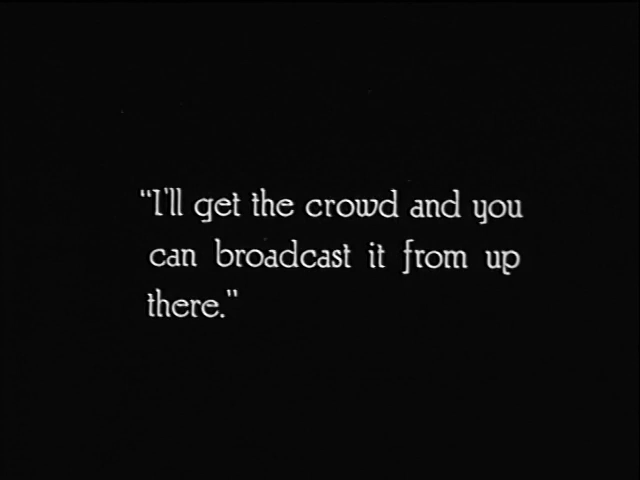 "I'll get the crowd and you
can broadcast it from up
there."